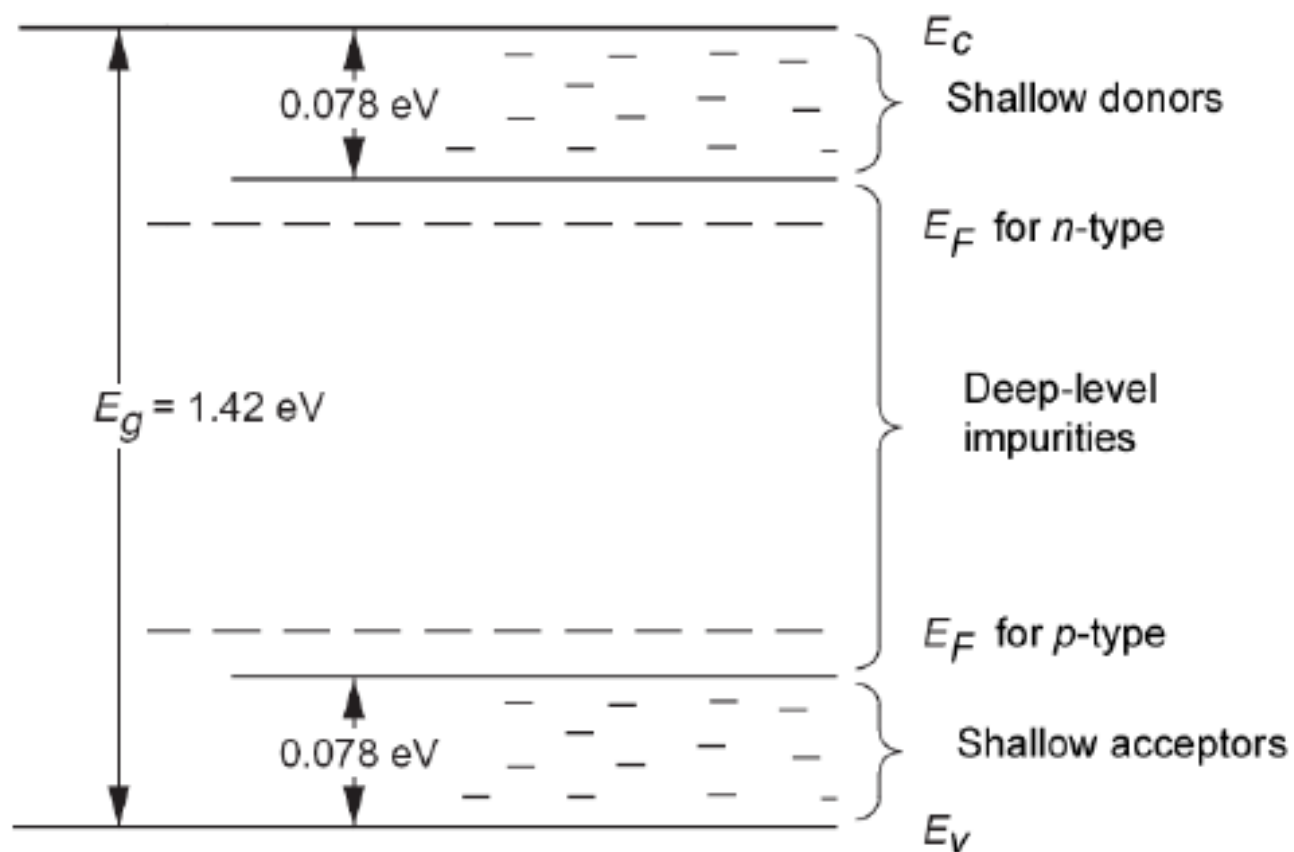 E_c
0.078 eV
Shallow donors
E_F for n-type
E_g = 1.42 eV
Deep-level
impurities
E_F for p-type
0.078 eV
Shallow acceptors
E_v